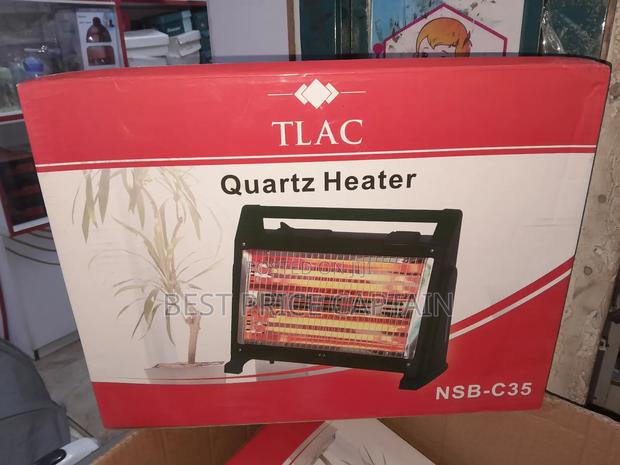 TLAC
Quartz Heater
BEST PRICE CAPTAIN
NSB-C35